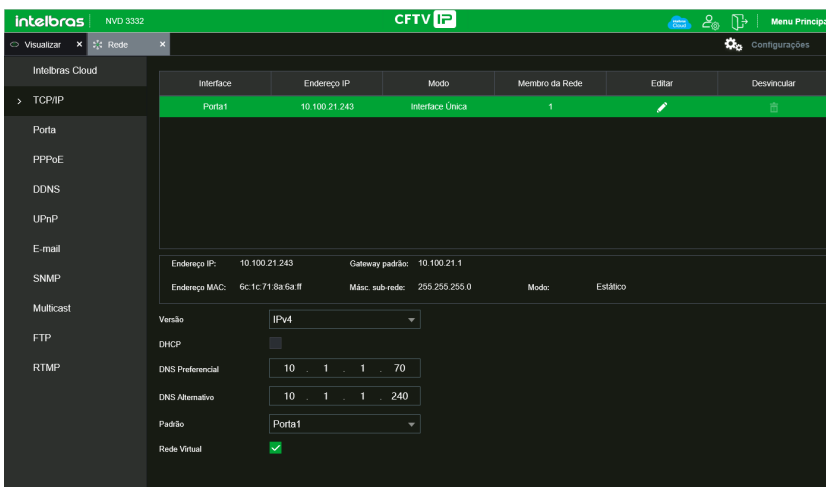 intelbras NVD 3332 CFTV IP Intelbras Cloud Menu Principa
Visualizar x Rede x Configurações
Intelbras Cloud
> TCP/IP
Porta
PPPoE
DDNS
UPnP
E-mail
SNMP
Multicast
FTP
RTMP
Interface Endereço IP Modo Membro da Rede Editar Desvincular
Porta1 10.100.21.243 Interface Única 1
Endereço IP: 10.100.21.243 Gateway padrão: 10.100.21.1
Endereço MAC: 6c:1c:71:8a:6a:ff Másc. sub-rede: 255.255.255.0 Modo: Estático
Versão IPv4
DHCP
DNS Preferencial 10 . 1 . 1 . 70
DNS Alternativo 10 . 1 . 1 . 240
Padrão Porta1
Rede Virtual